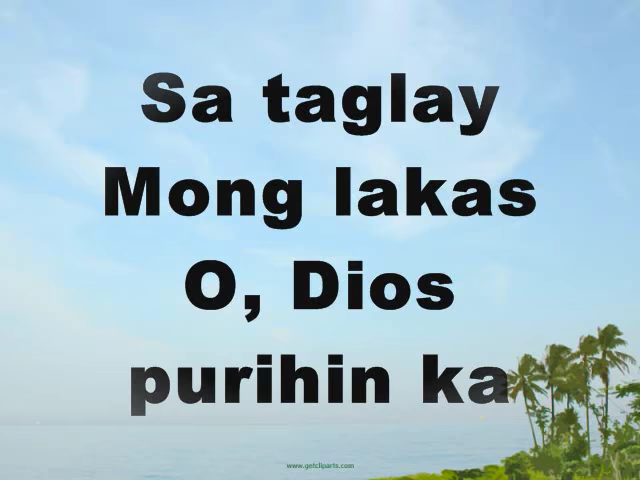 Sa taglay
Mong lakas
O, Dios
purihin ka
www.getcliparts.com